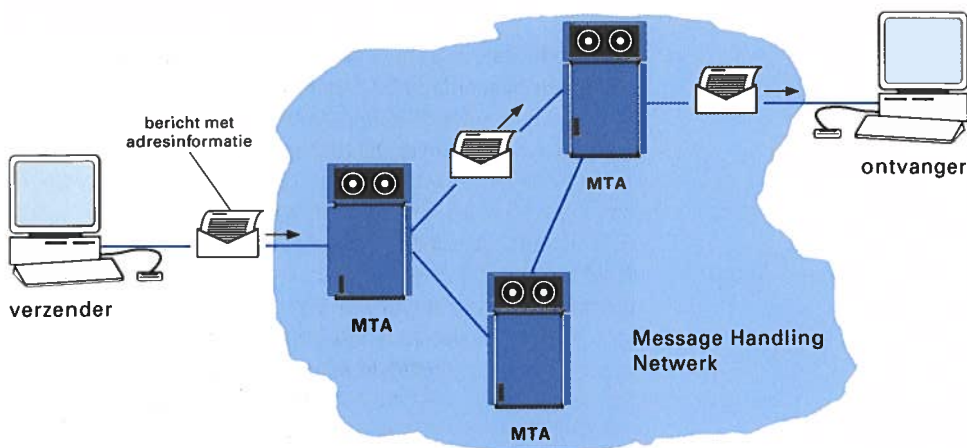 bericht met
adresinformatie
verzender
MTA
MTA
MTA
ontvanger
Message Handling
Netwerk